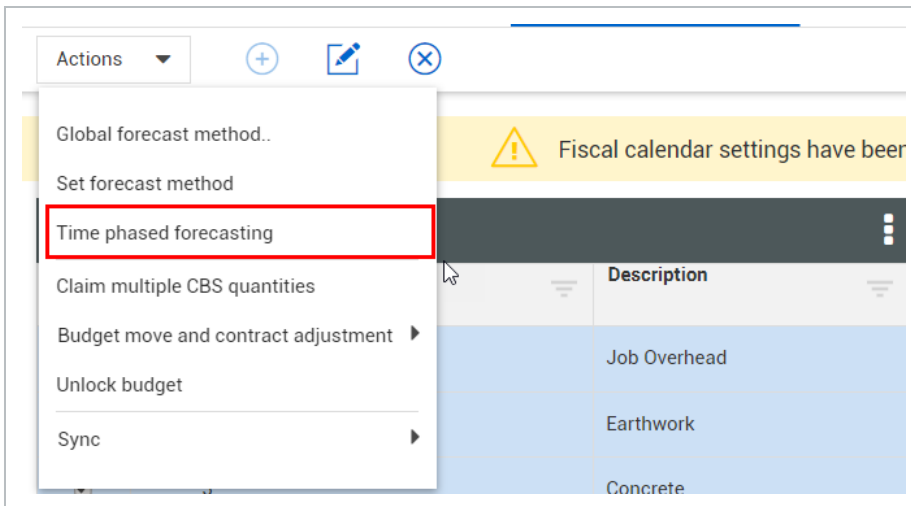 Actions
Fiscal calendar settings have been
Global forecast method..
Set forecast method
Time phased forecasting
Claim multiple CBS quantities
Budget move and contract adjustment
Unlock budget
Sync
Description
Job Overhead
Earthwork
Concrete